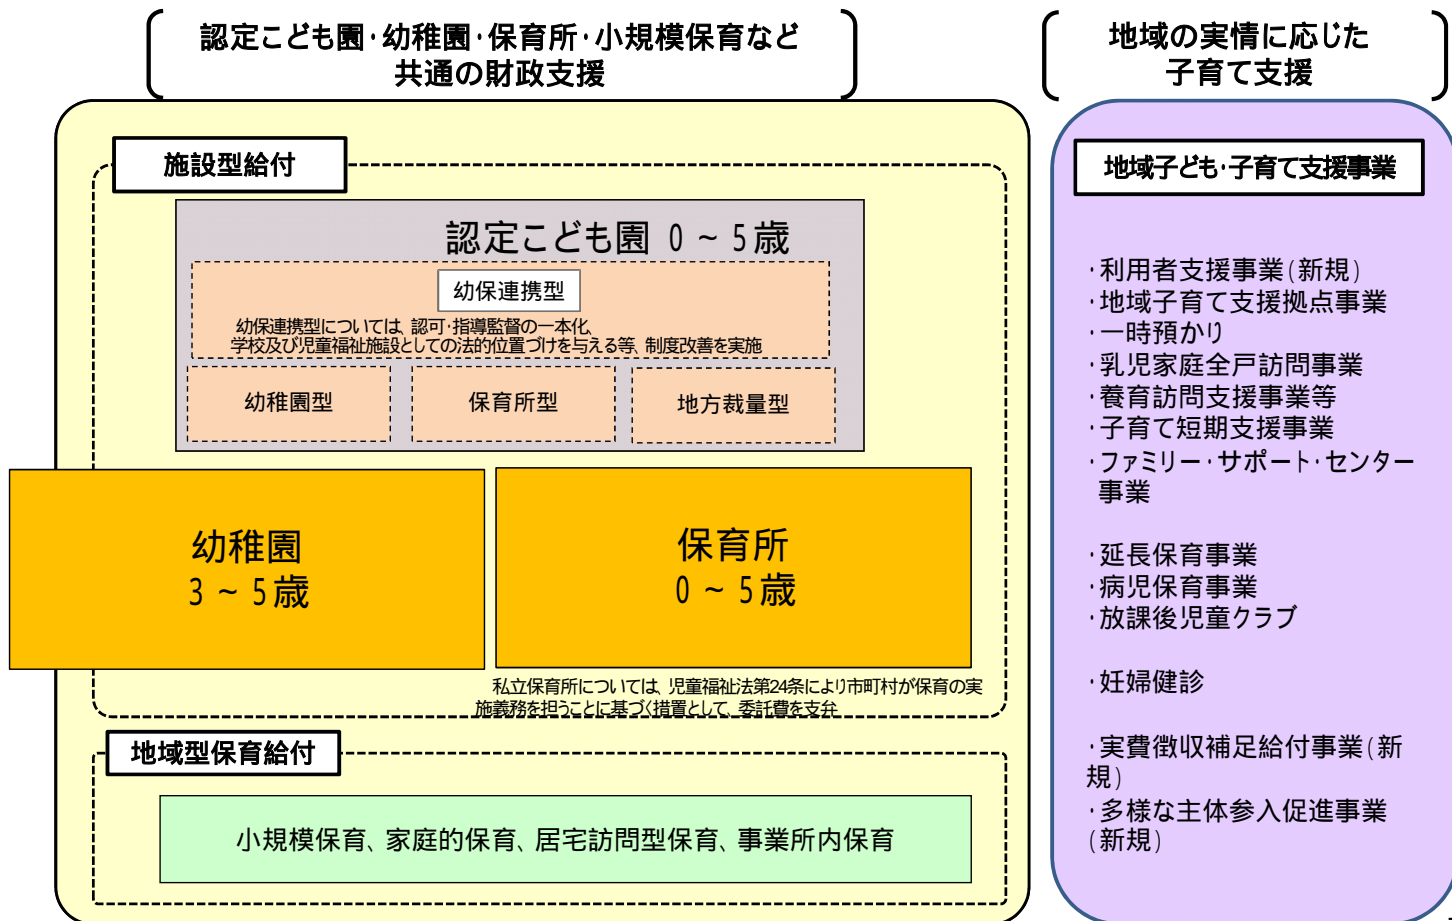 認定こども園・幼稚園・保育所・小規模保育など
共通の財政支援
地域の実情に応じた
子育て支援
施設型給付
認定こども園 0~5歳
幼保連携型
幼保連携型については、認可・指導監督の一本化、
学校及び児童福祉施設としての法的位置づけを与える等、制度改善を実施
幼稚園型
保育所型
地方裁量型
幼稚園
3~5歳
保育所
0~5歳
私立保育所については、児童福祉法第24条により市町村が保育の実
施義務を担うことに基づく措置として、委託費を支弁
地域型保育給付
小規模保育、家庭的保育、居宅訪問型保育、事業所内保育
地域子ども・子育て支援事業
・利用者支援事業(新規)
・地域子育て支援拠点事業
・一時預かり
・乳児家庭全戸訪問事業
・養育訪問支援事業等
・子育て短期支援事業
・ファミリー・サポート・センター
事業
・延長保育事業
・病児保育事業
・放課後児童クラブ
・妊婦健診
・実費徴収補足給付事業(新
規)
・多様な主体参入促進事業
(新規)